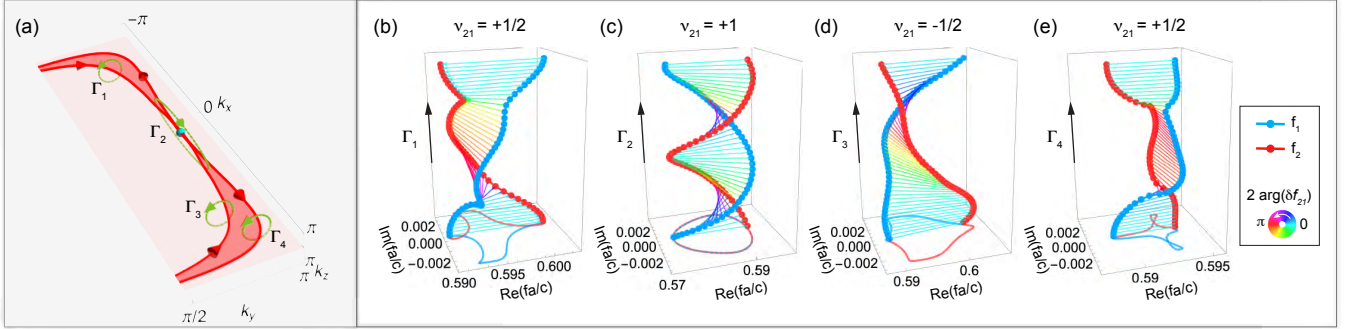 (a)
−π
Γ₁
0 kₓ
Γ₂
Γ₃
Γ₄
π
π
π k_z
k_y
π/2
(b) ν₂₁ = +1/2
Γ₁
0.002
0.000
−0.002
Im(fa/c)
0.590
0.595
0.600
Re(fa/c)
(c) ν₂₁ = +1
Γ₂
0.002
0.000
−0.002
Im(fa/c)
0.57
0.59
Re(fa/c)
(d) ν₂₁ = -1/2
Γ₃
0.002
0.000
−0.002
Im(fa/c)
0.59
0.6
Re(fa/c)
(e) ν₂₁ = +1/2
Γ₄
0.002
0.000
−0.002
Im(fa/c)
0.59
0.595
Re(fa/c)
f₁
f₂
2 arg(δf₂₁)
π 0